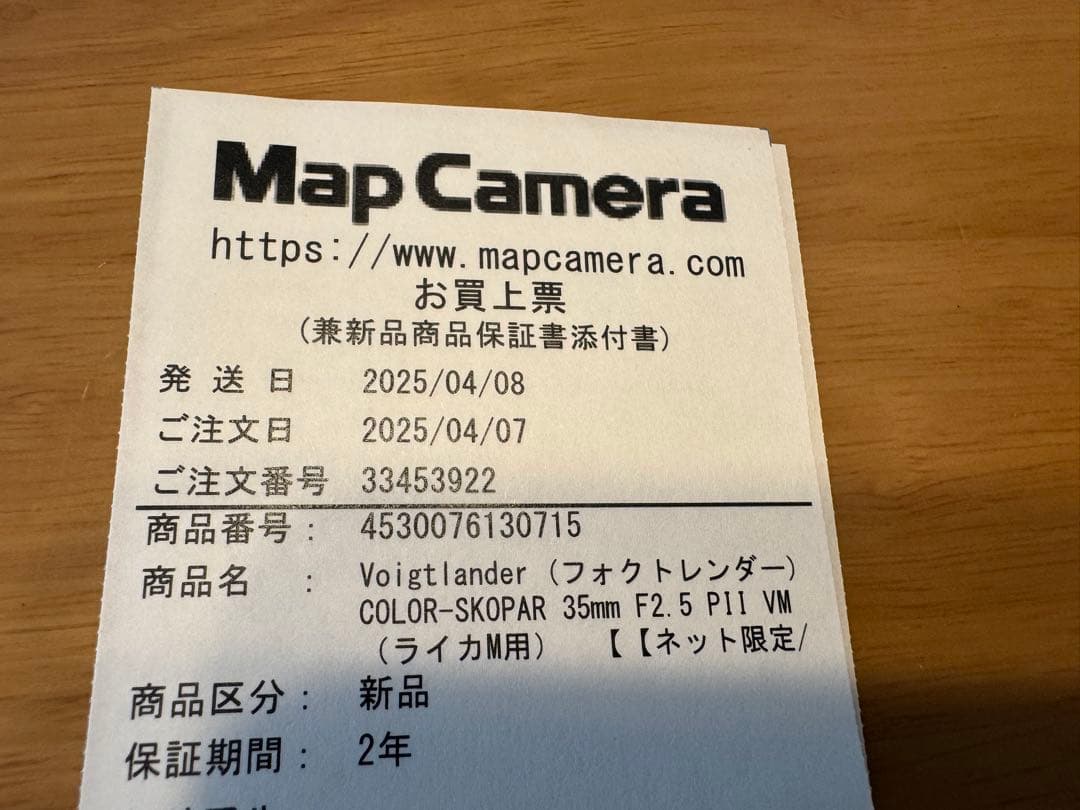 Map Camera
https://www.mapcamera.com
お買上票
(兼新品商品保証書添付書)
発送日 2025/04/08
ご注文日 2025/04/07
ご注文番号 33453922
商品番号: 4530076130715
商品名 : Voigtlander (フォクトレンダー)
COLOR-SKOPAR 35mm F2.5 PII VM
(ライカM用) 【【ネット限定/
商品区分: 新品
保証期間: 2年